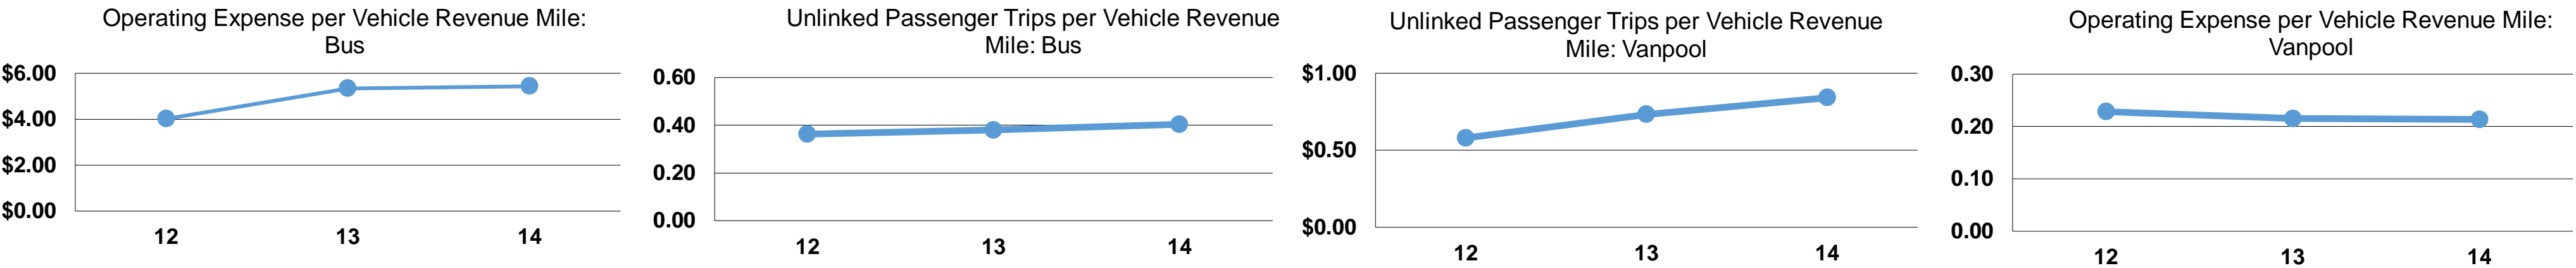 Operating Expense per Vehicle Revenue Mile:
Bus
$6.00
$4.00
$2.00
$0.00
12 13 14
Unlinked Passenger Trips per Vehicle Revenue
Mile: Bus
0.60
0.40
0.20
0.00
12 13 14
Unlinked Passenger Trips per Vehicle Revenue
Mile: Vanpool
$1.00
$0.50
$0.00
12 13 14
Operating Expense per Vehicle Revenue Mile:
Vanpool
0.30
0.20
0.10
0.00
12 13 14